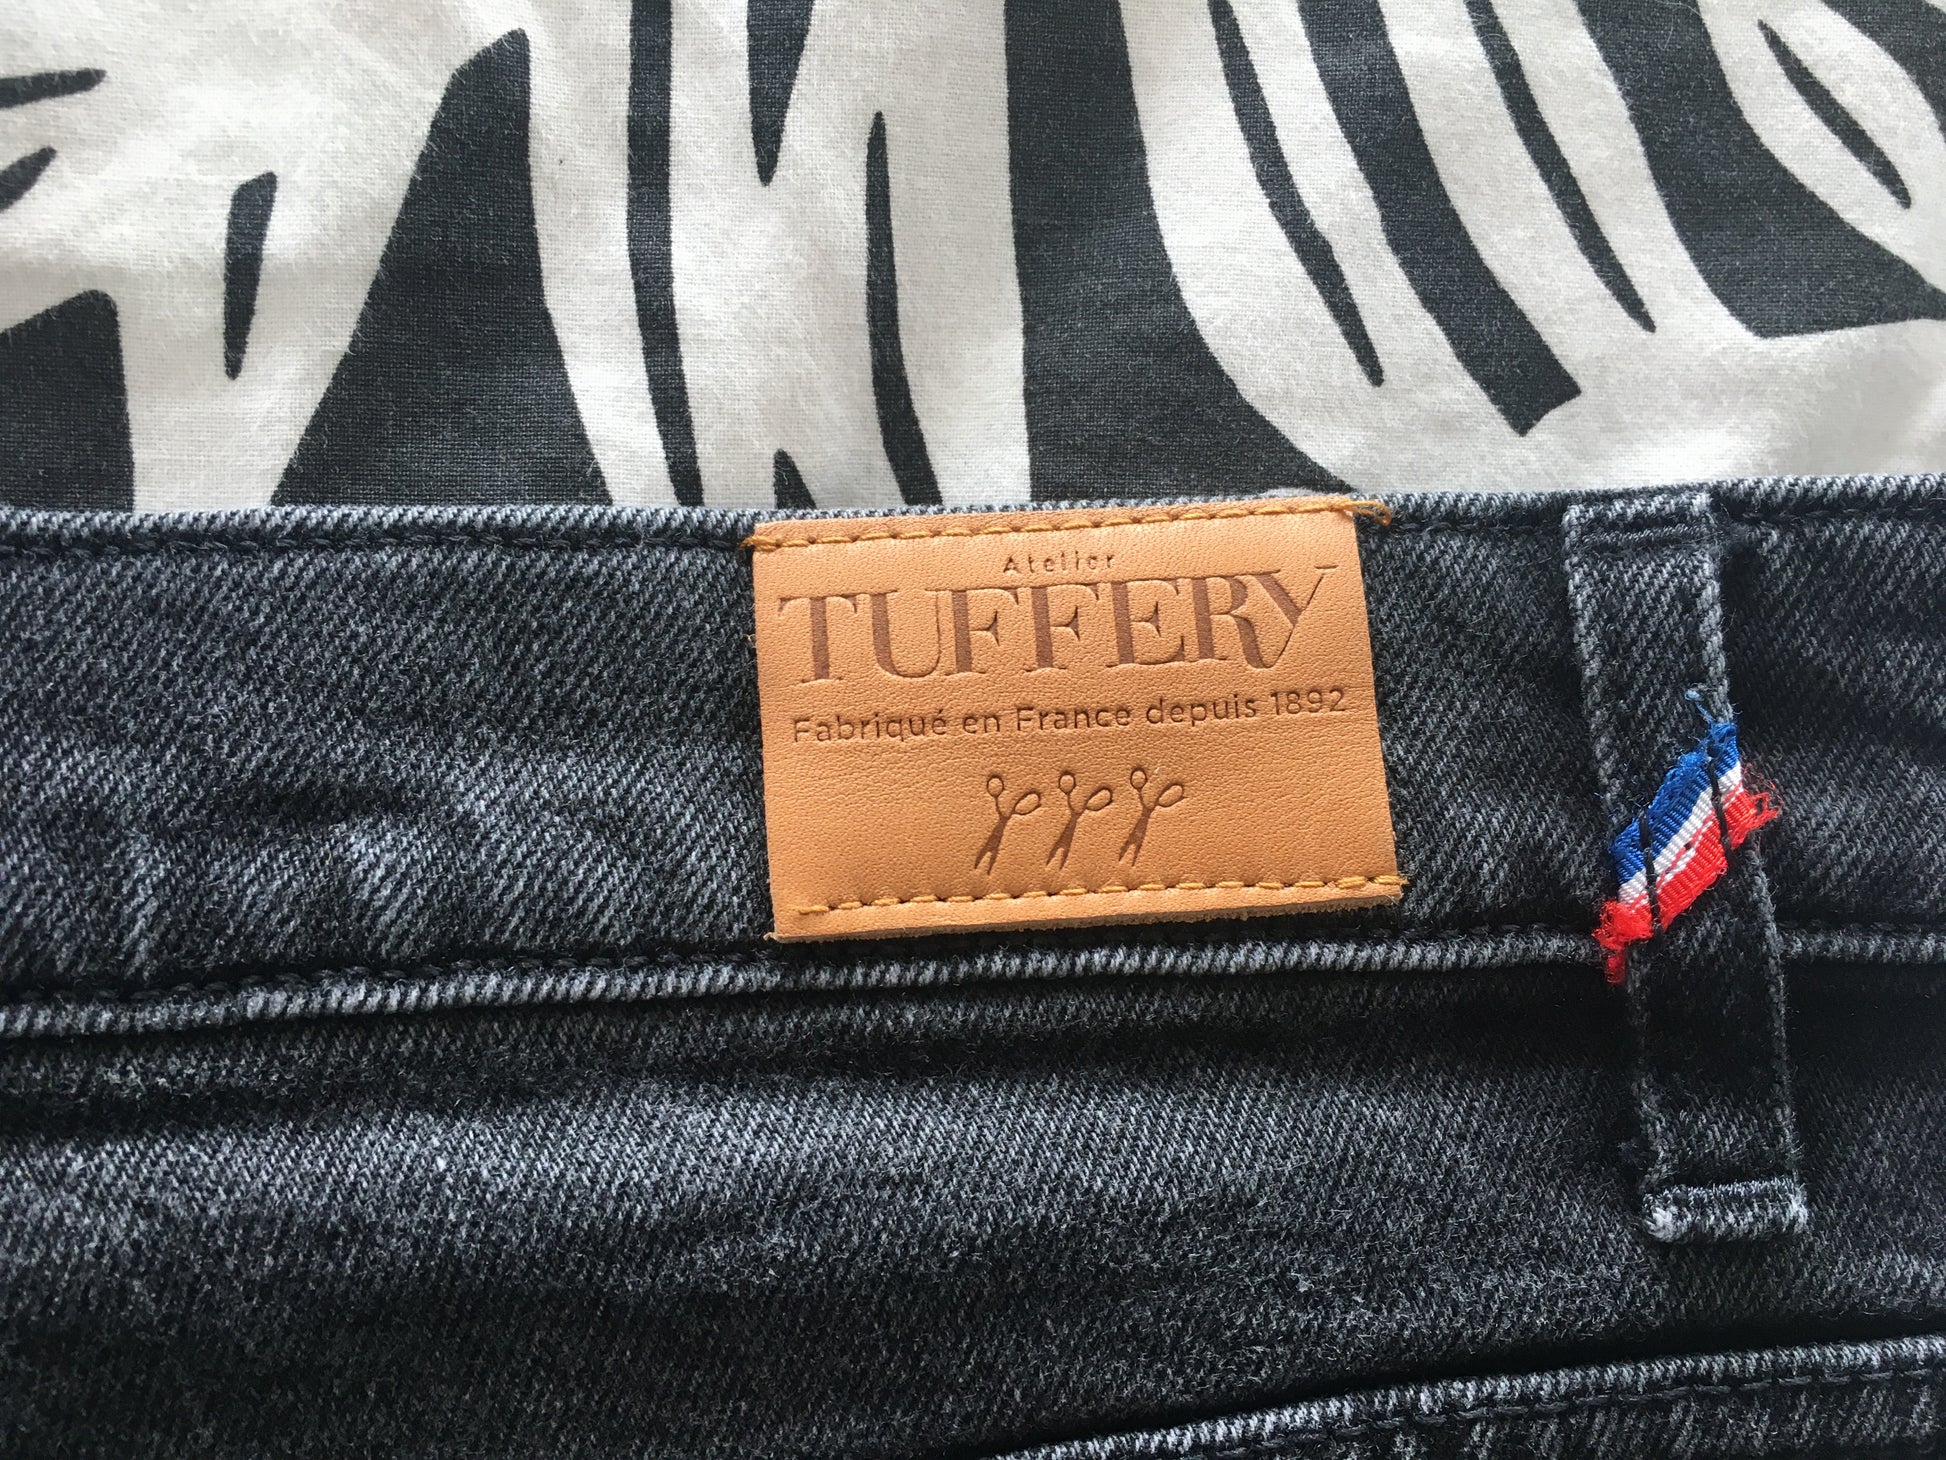 Atelier
TUFFERY
Fabriqué en France depuis 1892